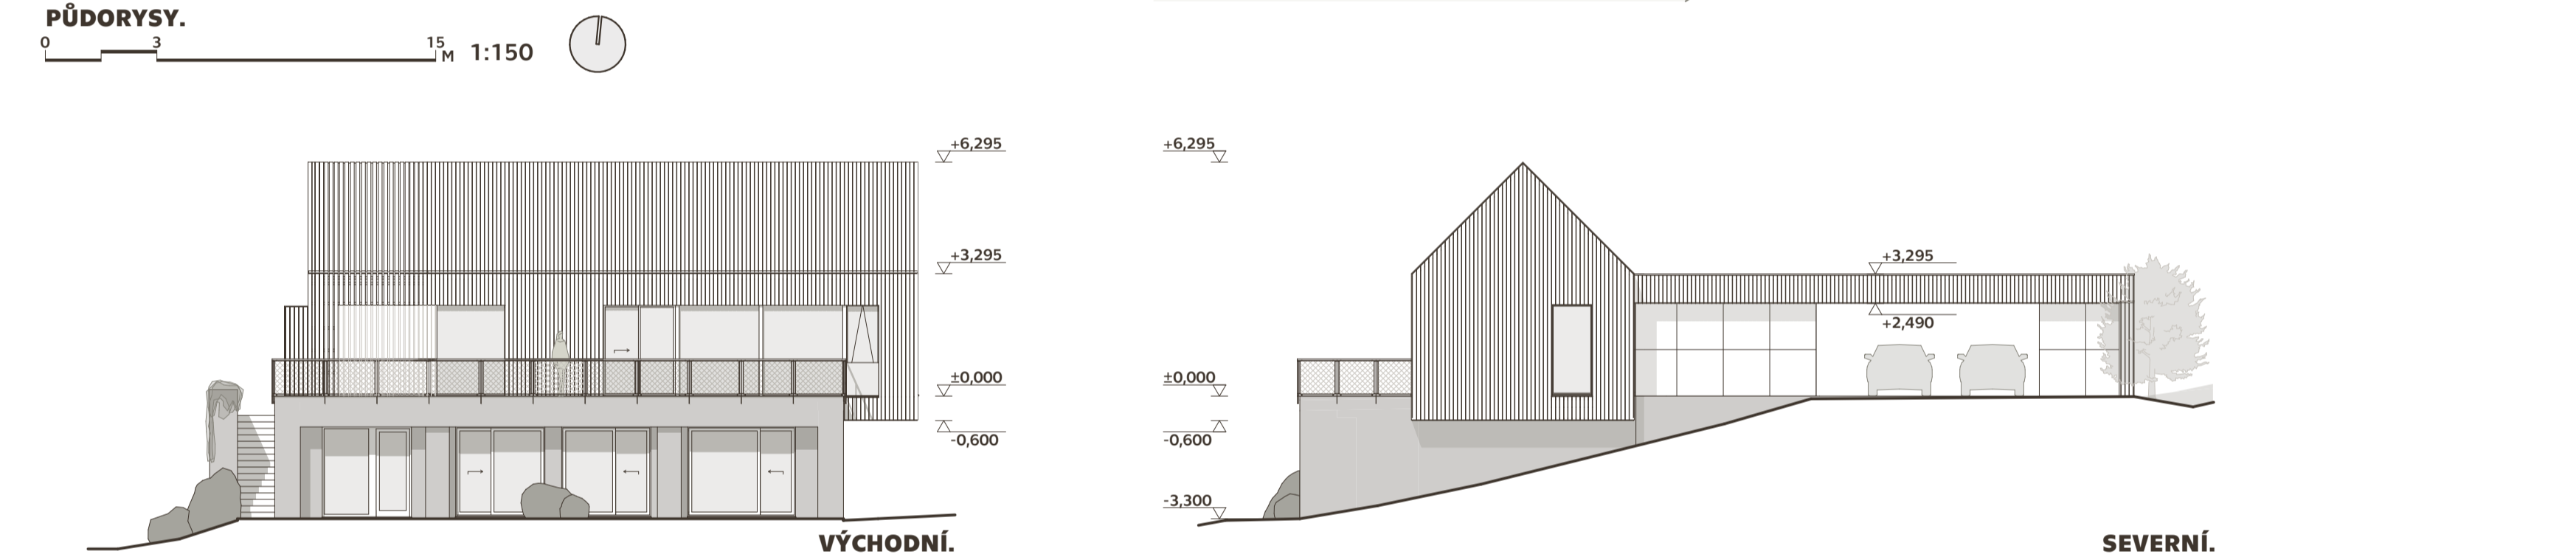 PŮDORYSY.
0 3 15 M 1:150
+6,295
+3,295
±0,000
-0,600
VÝCHODNÍ.
+6,295
+3,295
+2,490
±0,000
-0,600
-3,300
SEVERNÍ.